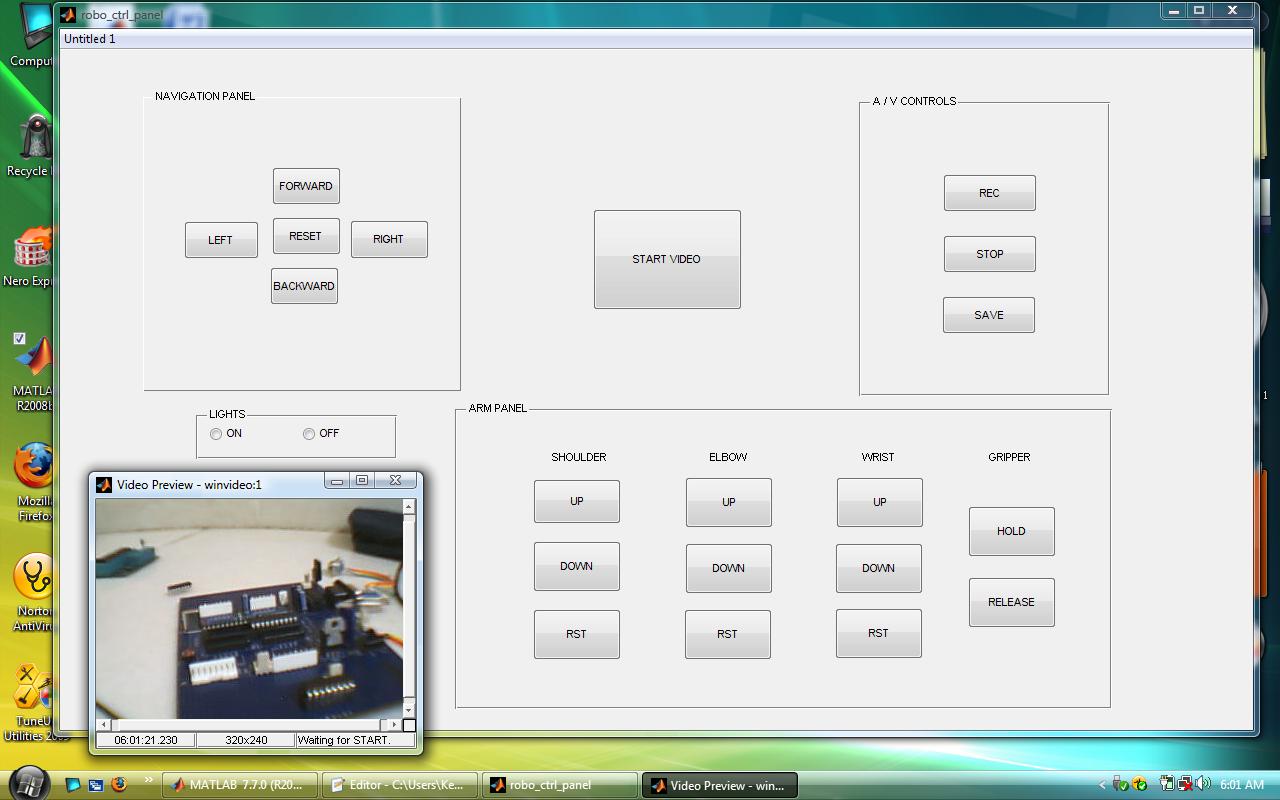 robo_ctrl_panel
Untitled 1
Comput
Recycle
Nero Expr
MATLA
R2008b
Mozill
Firefo
Norto
AntiViru
TuneU
Utilities 20
NAVIGATION PANEL
FORWARD
LEFT
RESET
RIGHT
BACKWARD
START VIDEO
A / V CONTROLS
REC
STOP
SAVE
LIGHTS
ON
OFF
ARM PANEL
SHOULDER
ELBOW
WRIST
GRIPPER
UP
UP
UP
HOLD
DOWN
DOWN
DOWN
RELEASE
RST
RST
RST
Video Preview - winvideo:1
06:01:21.230
320x240
Waiting for START.
1
MATLAB 7.7.0 (R20...
Editor - C:\Users\Ke...
robo_ctrl_panel
Video Preview - win...
6:01 AM